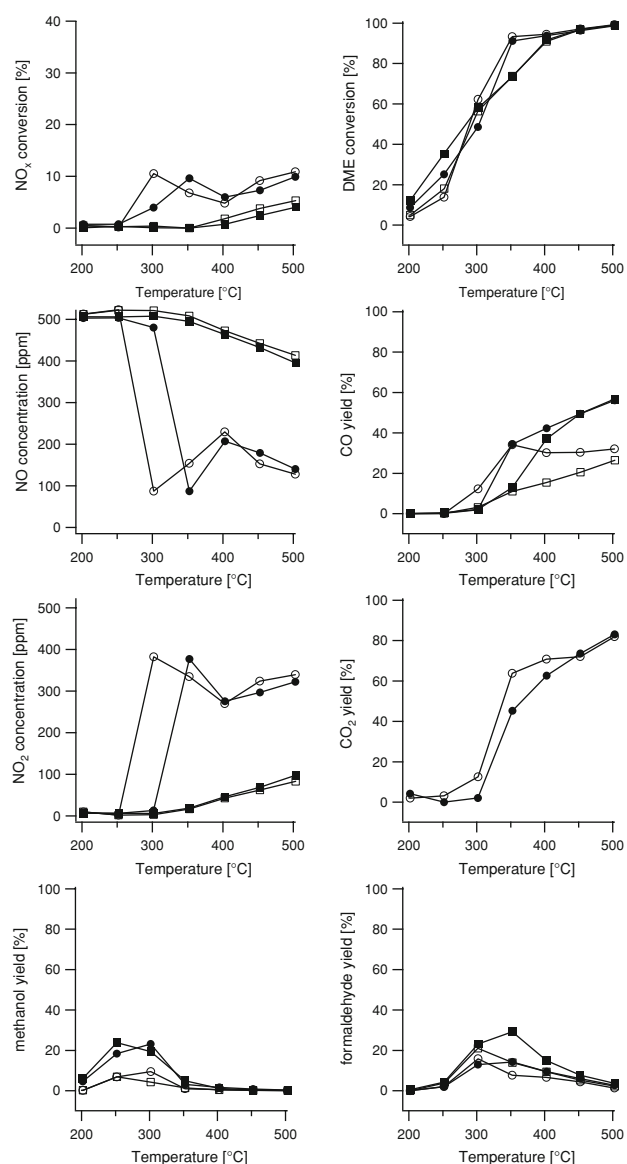 NOx conversion [%]
40
30
20
10
0
200 300 400 500
Temperature [°C]
DME conversion [%]
100
80
60
40
20
0
200 300 400 500
Temperature [°C]
NO concentration [ppm]
500
400
300
200
100
0
200 300 400 500
Temperature [°C]
CO yield [%]
100
80
60
40
20
0
200 300 400 500
Temperature [°C]
NO2 concentration [ppm]
500
400
300
200
100
0
200 300 400 500
Temperature [°C]
CO2 yield [%]
100
80
60
40
20
0
200 300 400 500
Temperature [°C]
methanol yield [%]
100
80
60
40
20
0
200 300 400 500
Temperature [°C]
formaldehyde yield [%]
100
80
60
40
20
0
200 300 400 500
Temperature [°C]